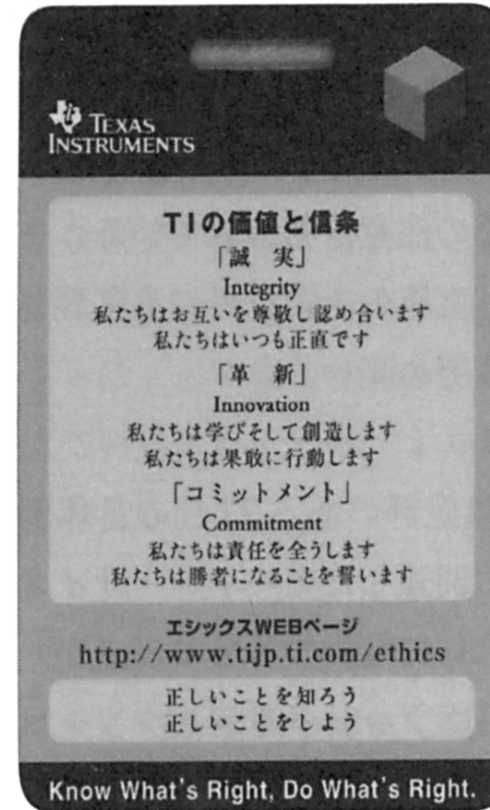 TEXAS
INSTRUMENTS
TIの価値と信条
「誠 実」
Integrity
私たちはお互いを尊敬し認め合います
私たちはいつも正直です
「革 新」
Innovation
私たちは学びそして創造します
私たちは果敢に行動します
「コミットメント」
Commitment
私たちは責任を全うします
私たちは勝者になることを誓います
エシックスWEBページ
http://www.tijp.ti.com/ethics
正しいことを知ろう
正しいことをしよう
Know What's Right, Do What's Right.